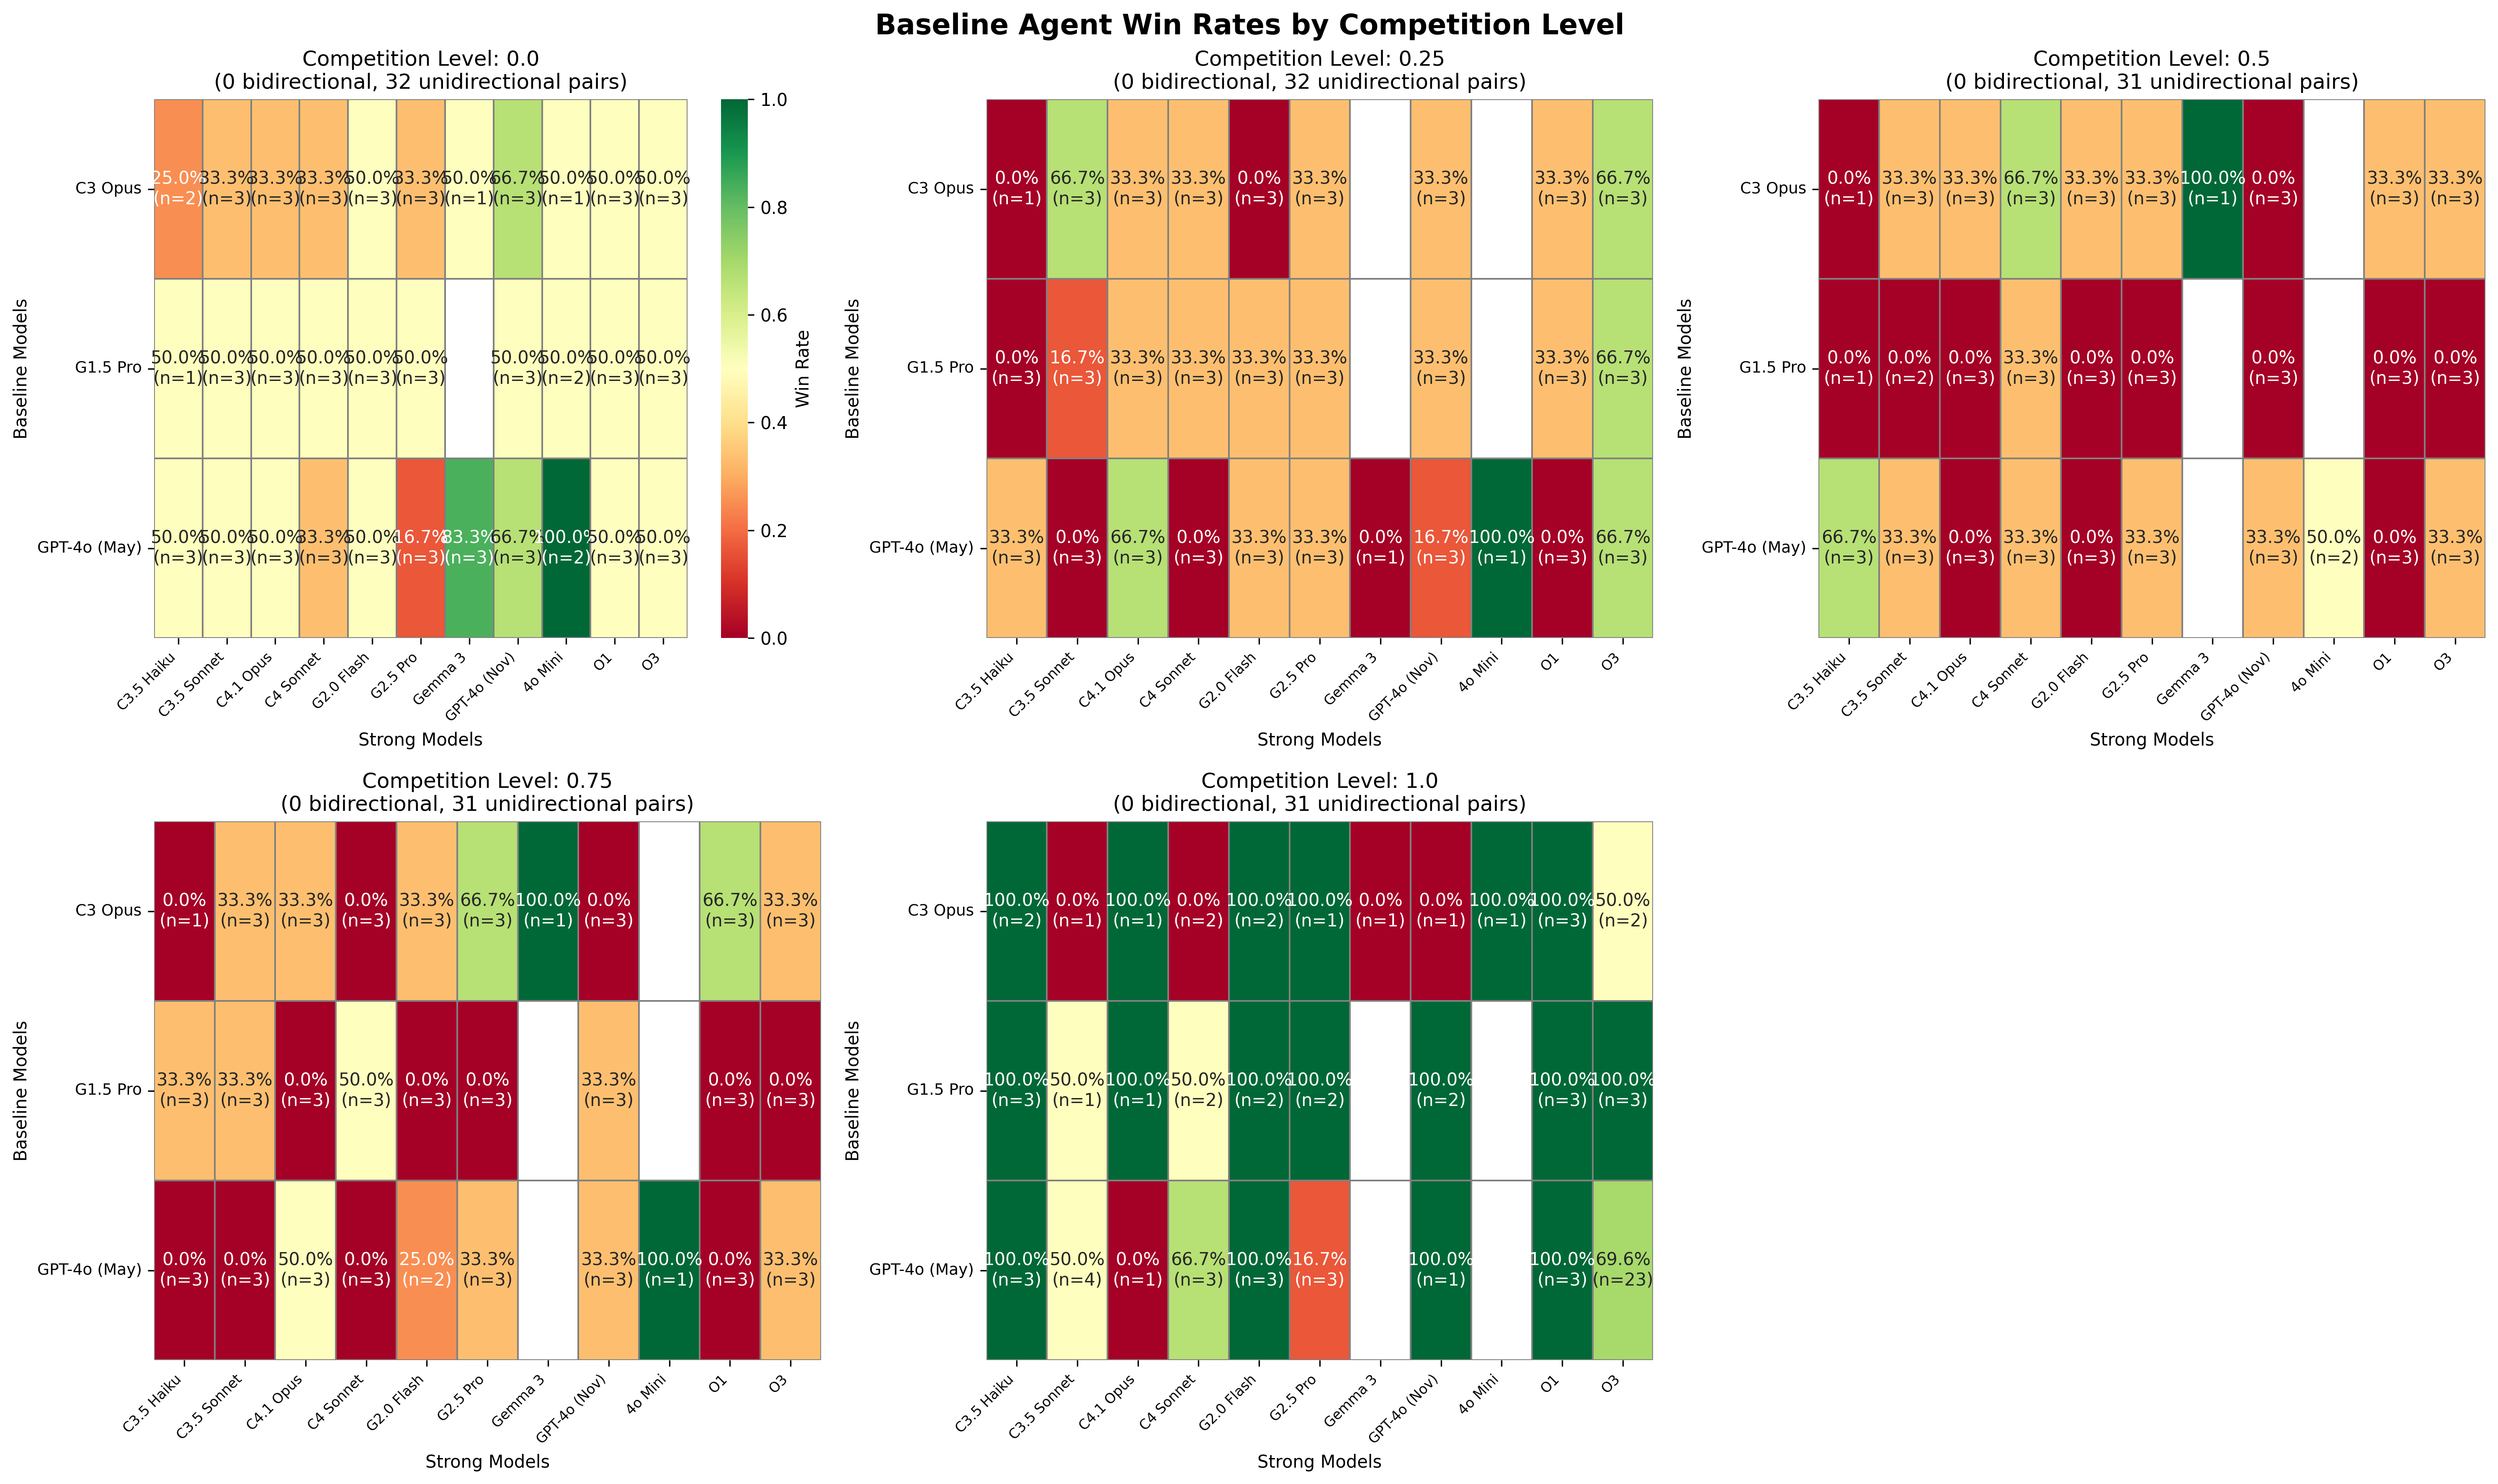 Baseline Agent Win Rates by Competition Level
Competition Level: 0.0
(0 bidirectional, 32 unidirectional pairs)
Baseline Models
C3 Opus
25.0% 33.3% 33.3% 33.3% 50.0% 33.3% 50.0% 66.7% 50.0% 50.0% 50.0%
(n=2) (n=3) (n=3) (n=3) (n=3) (n=3) (n=1) (n=3) (n=1) (n=3) (n=3)
G1.5 Pro
50.0% 50.0% 50.0% 50.0% 50.0% 50.0% 50.0% 50.0% 50.0% 50.0%
(n=1) (n=3) (n=3) (n=3) (n=3) (n=3) (n=3) (n=2) (n=3) (n=3)
GPT-4o (May)
50.0% 50.0% 50.0% 33.3% 50.0% 16.7% 83.3% 66.7% 100.0% 50.0% 50.0%
(n=3) (n=3) (n=3) (n=3) (n=3) (n=3) (n=3) (n=3) (n=2) (n=3) (n=3)
C3.5 Haiku C3.5 Sonnet C4.1 Opus C4 Sonnet G2.0 Flash G2.5 Pro Gemma 3 GPT-4o (Nov) 4o Mini O1 O3
Strong Models
1.0
0.8
0.6
0.4
0.2
0.0
Win Rate
Competition Level: 0.25
(0 bidirectional, 32 unidirectional pairs)
Baseline Models
C3 Opus
0.0% 66.7% 33.3% 33.3% 0.0% 33.3% 33.3% 33.3% 66.7%
(n=1) (n=3) (n=3) (n=3) (n=3) (n=3) (n=3) (n=3) (n=3)
G1.5 Pro
0.0% 16.7% 33.3% 33.3% 33.3% 33.3% 33.3% 33.3% 66.7%
(n=3) (n=3) (n=3) (n=3) (n=3) (n=3) (n=3) (n=3) (n=3)
GPT-4o (May)
33.3% 0.0% 66.7% 0.0% 33.3% 33.3% 0.0% 16.7% 100.0% 0.0% 66.7%
(n=3) (n=3) (n=3) (n=3) (n=3) (n=3) (n=1) (n=3) (n=1) (n=3) (n=3)
C3.5 Haiku C3.5 Sonnet C4.1 Opus C4 Sonnet G2.0 Flash G2.5 Pro Gemma 3 GPT-4o (Nov) 4o Mini O1 O3
Strong Models
Competition Level: 0.5
(0 bidirectional, 31 unidirectional pairs)
Baseline Models
C3 Opus
0.0% 33.3% 33.3% 66.7% 33.3% 33.3% 100.0% 0.0% 33.3% 33.3%
(n=1) (n=3) (n=3) (n=3) (n=3) (n=3) (n=1) (n=3) (n=3) (n=3)
G1.5 Pro
0.0% 0.0% 0.0% 33.3% 0.0% 0.0% 0.0% 0.0% 0.0%
(n=1) (n=2) (n=3) (n=3) (n=3) (n=3) (n=3) (n=3) (n=3)
GPT-4o (May)
66.7% 33.3% 0.0% 33.3% 0.0% 33.3% 33.3% 50.0% 0.0% 33.3%
(n=3) (n=3) (n=3) (n=3) (n=3) (n=3) (n=3) (n=2) (n=3) (n=3)
C3.5 Haiku C3.5 Sonnet C4.1 Opus C4 Sonnet G2.0 Flash G2.5 Pro Gemma 3 GPT-4o (Nov) 4o Mini O1 O3
Strong Models
Competition Level: 0.75
(0 bidirectional, 31 unidirectional pairs)
Baseline Models
C3 Opus
0.0% 33.3% 33.3% 0.0% 33.3% 66.7% 100.0% 0.0% 66.7% 33.3%
(n=1) (n=3) (n=3) (n=3) (n=3) (n=3) (n=1) (n=3) (n=3) (n=3)
G1.5 Pro
33.3% 33.3% 0.0% 50.0% 0.0% 0.0% 33.3% 0.0% 0.0%
(n=3) (n=3) (n=3) (n=3) (n=3) (n=3) (n=3) (n=3) (n=3)
GPT-4o (May)
0.0% 0.0% 50.0% 0.0% 25.0% 33.3% 33.3% 100.0% 0.0% 33.3%
(n=3) (n=3) (n=3) (n=3) (n=2) (n=3) (n=3) (n=1) (n=3) (n=3)
C3.5 Haiku C3.5 Sonnet C4.1 Opus C4 Sonnet G2.0 Flash G2.5 Pro Gemma 3 GPT-4o (Nov) 4o Mini O1 O3
Strong Models
Competition Level: 1.0
(0 bidirectional, 31 unidirectional pairs)
Baseline Models
C3 Opus
100.0% 0.0% 100.0% 0.0% 100.0% 100.0% 0.0% 0.0% 100.0% 100.0% 50.0%
(n=2) (n=1) (n=1) (n=2) (n=2) (n=1) (n=1) (n=1) (n=1) (n=3) (n=2)
G1.5 Pro
100.0% 50.0% 100.0% 50.0% 100.0% 100.0% 100.0% 100.0% 100.0%
(n=3) (n=1) (n=1) (n=2) (n=2) (n=2) (n=2) (n=3) (n=3)
GPT-4o (May)
100.0% 50.0% 0.0% 66.7% 100.0% 16.7% 100.0% 100.0% 69.6%
(n=3) (n=4) (n=1) (n=3) (n=3) (n=3) (n=1) (n=3) (n=23)
C3.5 Haiku C3.5 Sonnet C4.1 Opus C4 Sonnet G2.0 Flash G2.5 Pro Gemma 3 GPT-4o (Nov) 4o Mini O1 O3
Strong Models